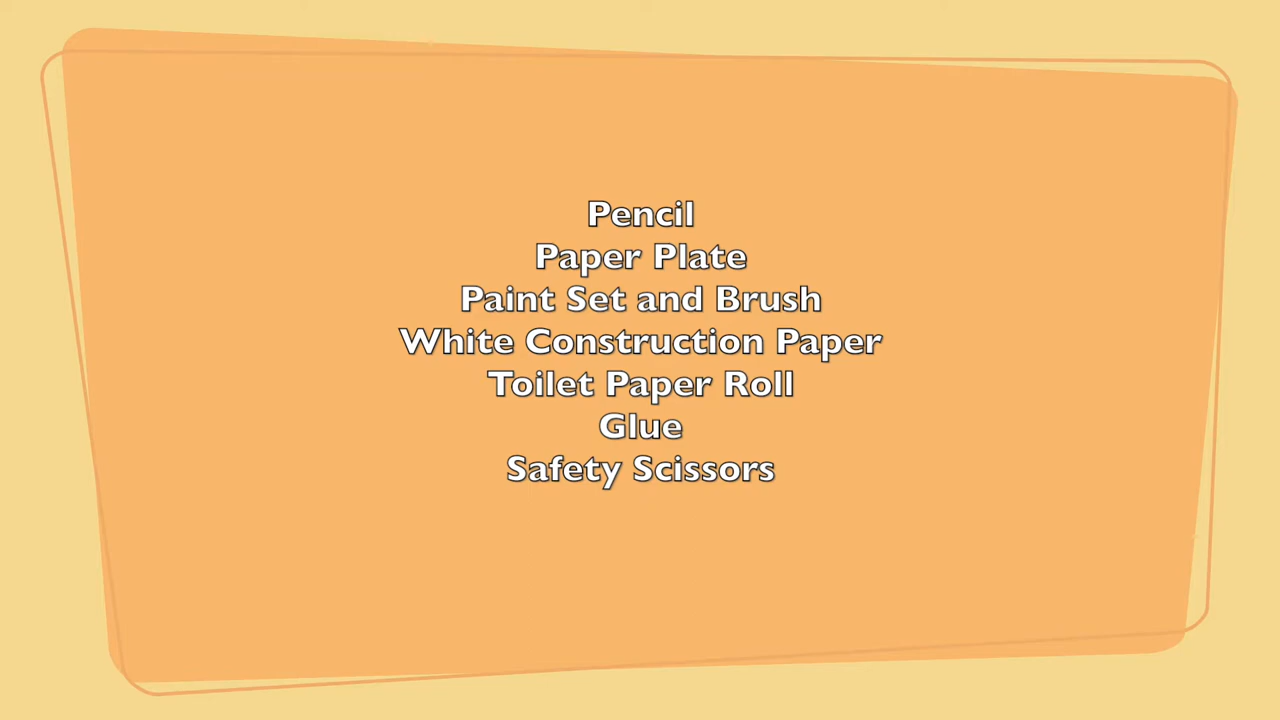 Pencil
Paper Plate
Paint Set and Brush
White Construction Paper
Toilet Paper Roll
Glue
Safety Scissors